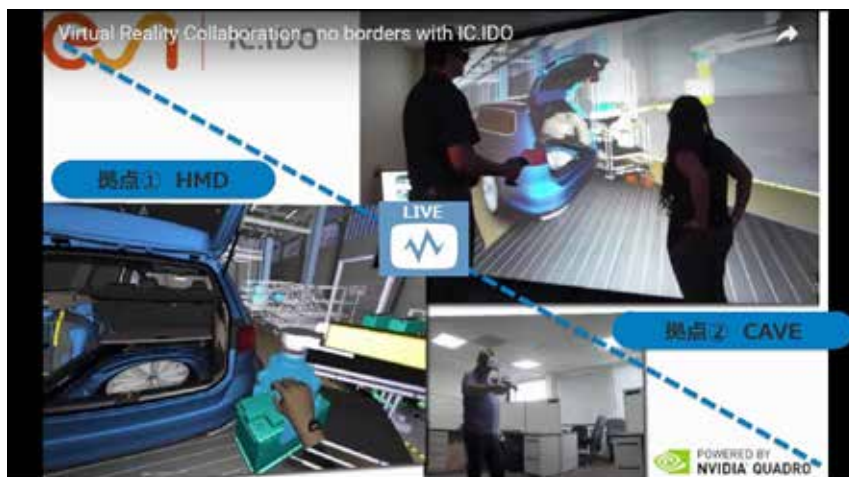 Virtual Reality Collaboration - no borders with IC.IDO
esi IC.IDO
拠点① HMD
LIVE
拠点② CAVE
POWERED BY
NVIDIA QUADRO